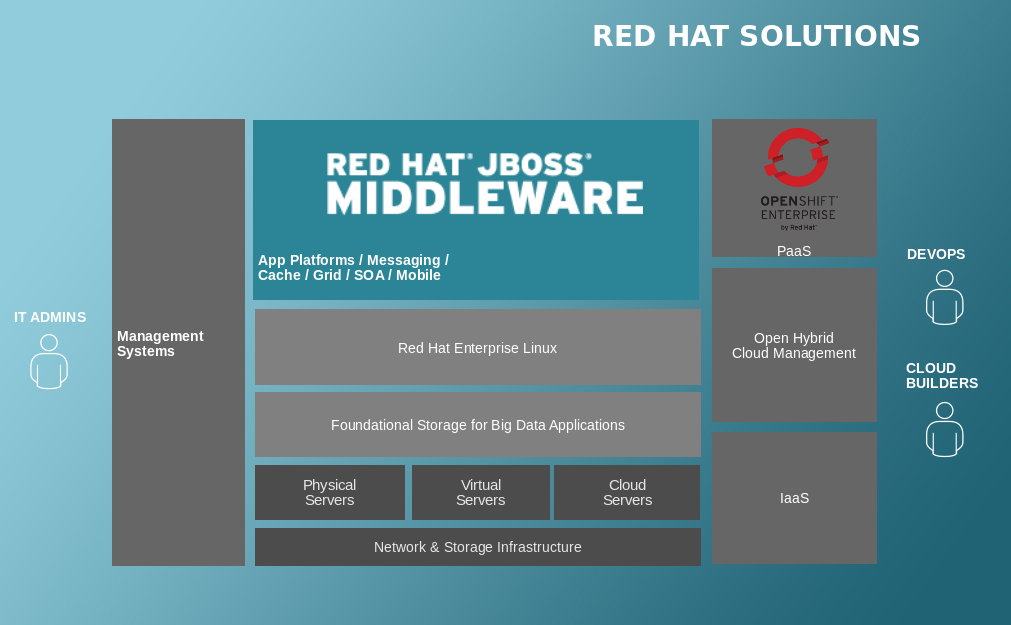 RED HAT SOLUTIONS
IT ADMINS
Management
Systems
RED HAT® JBOSS®
MIDDLEWARE
App Platforms / Messaging /
Cache / Grid / SOA / Mobile
Red Hat Enterprise Linux
Foundational Storage for Big Data Applications
Physical
Servers
Virtual
Servers
Cloud
Servers
Network & Storage Infrastructure
OPENSHIFT™
ENTERPRISE
by Red Hat®
PaaS
Open Hybrid
Cloud Management
IaaS
DEVOPS
CLOUD
BUILDERS